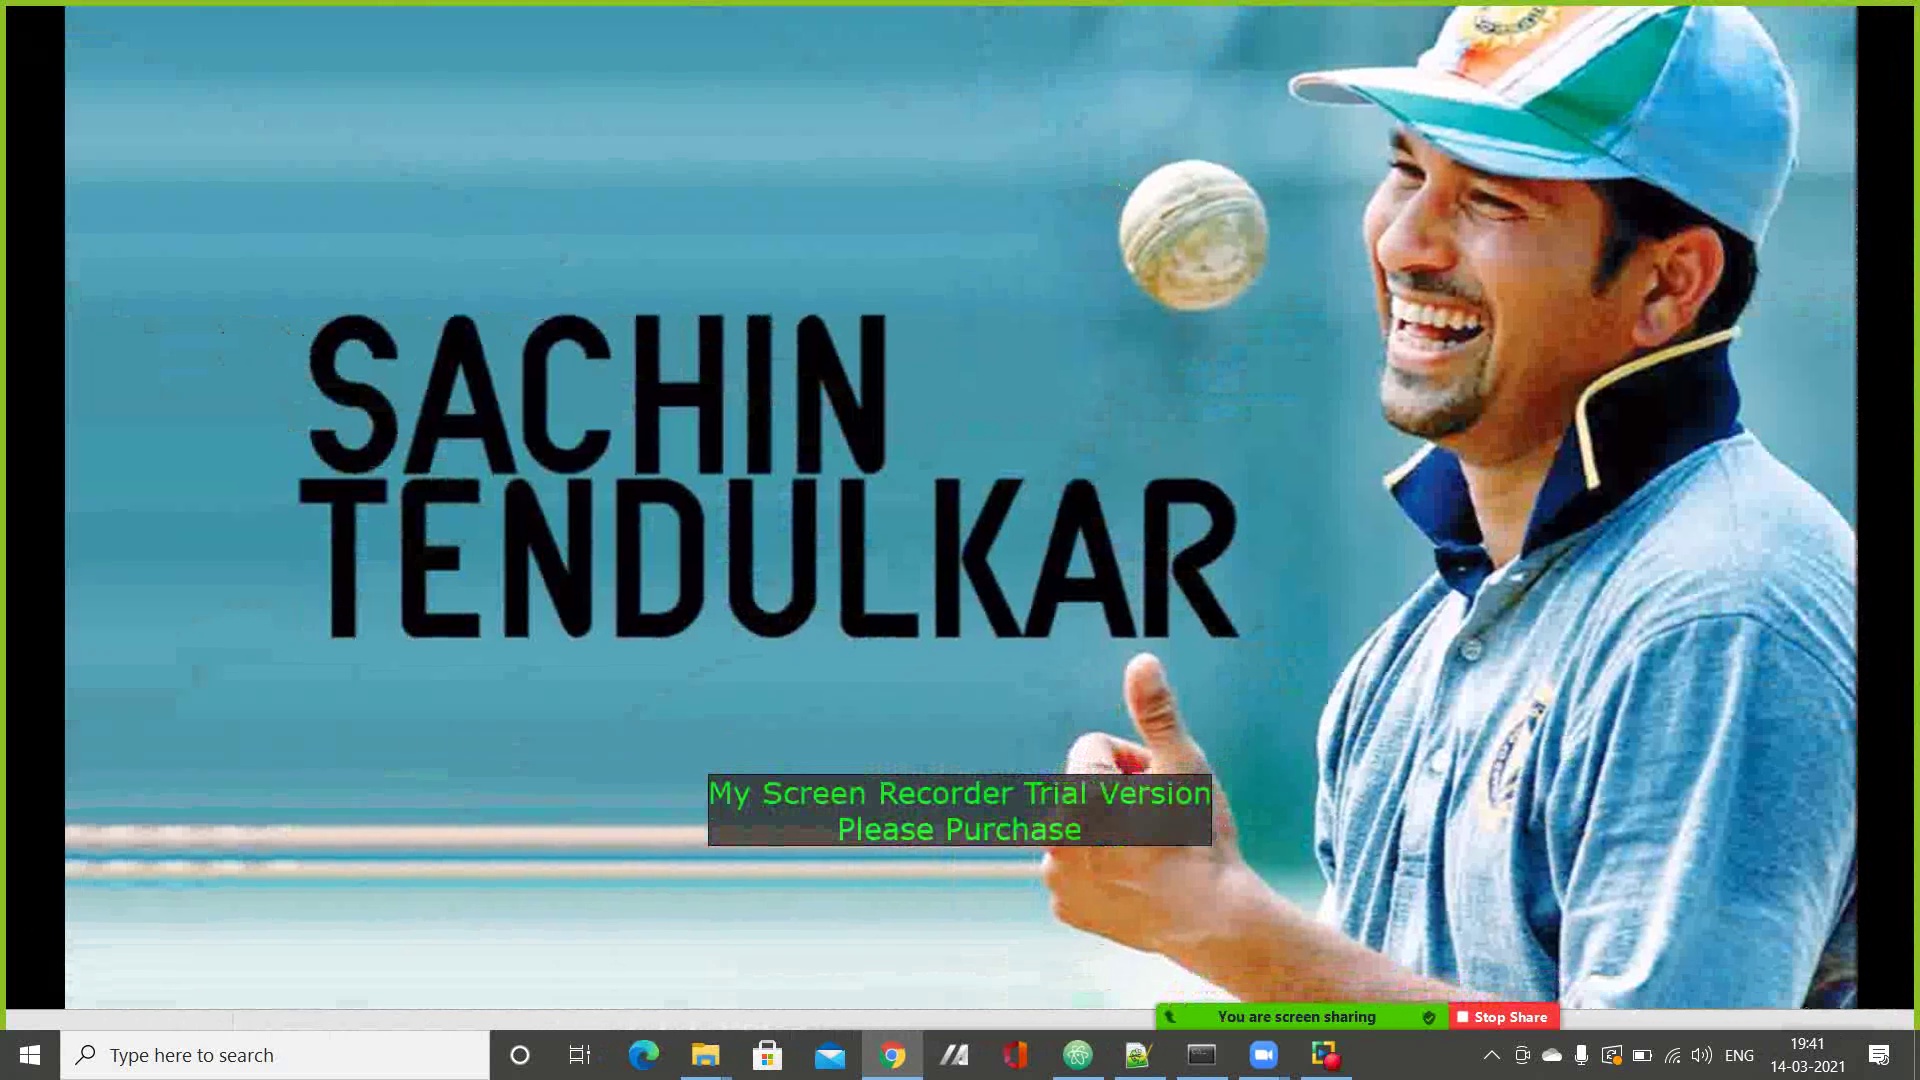 SACHIN
TENDULKAR
My Screen Recorder Trial Version
Please Purchase
You are screen sharing
Stop Share
Type here to search
ENG
19:41
14-03-2021